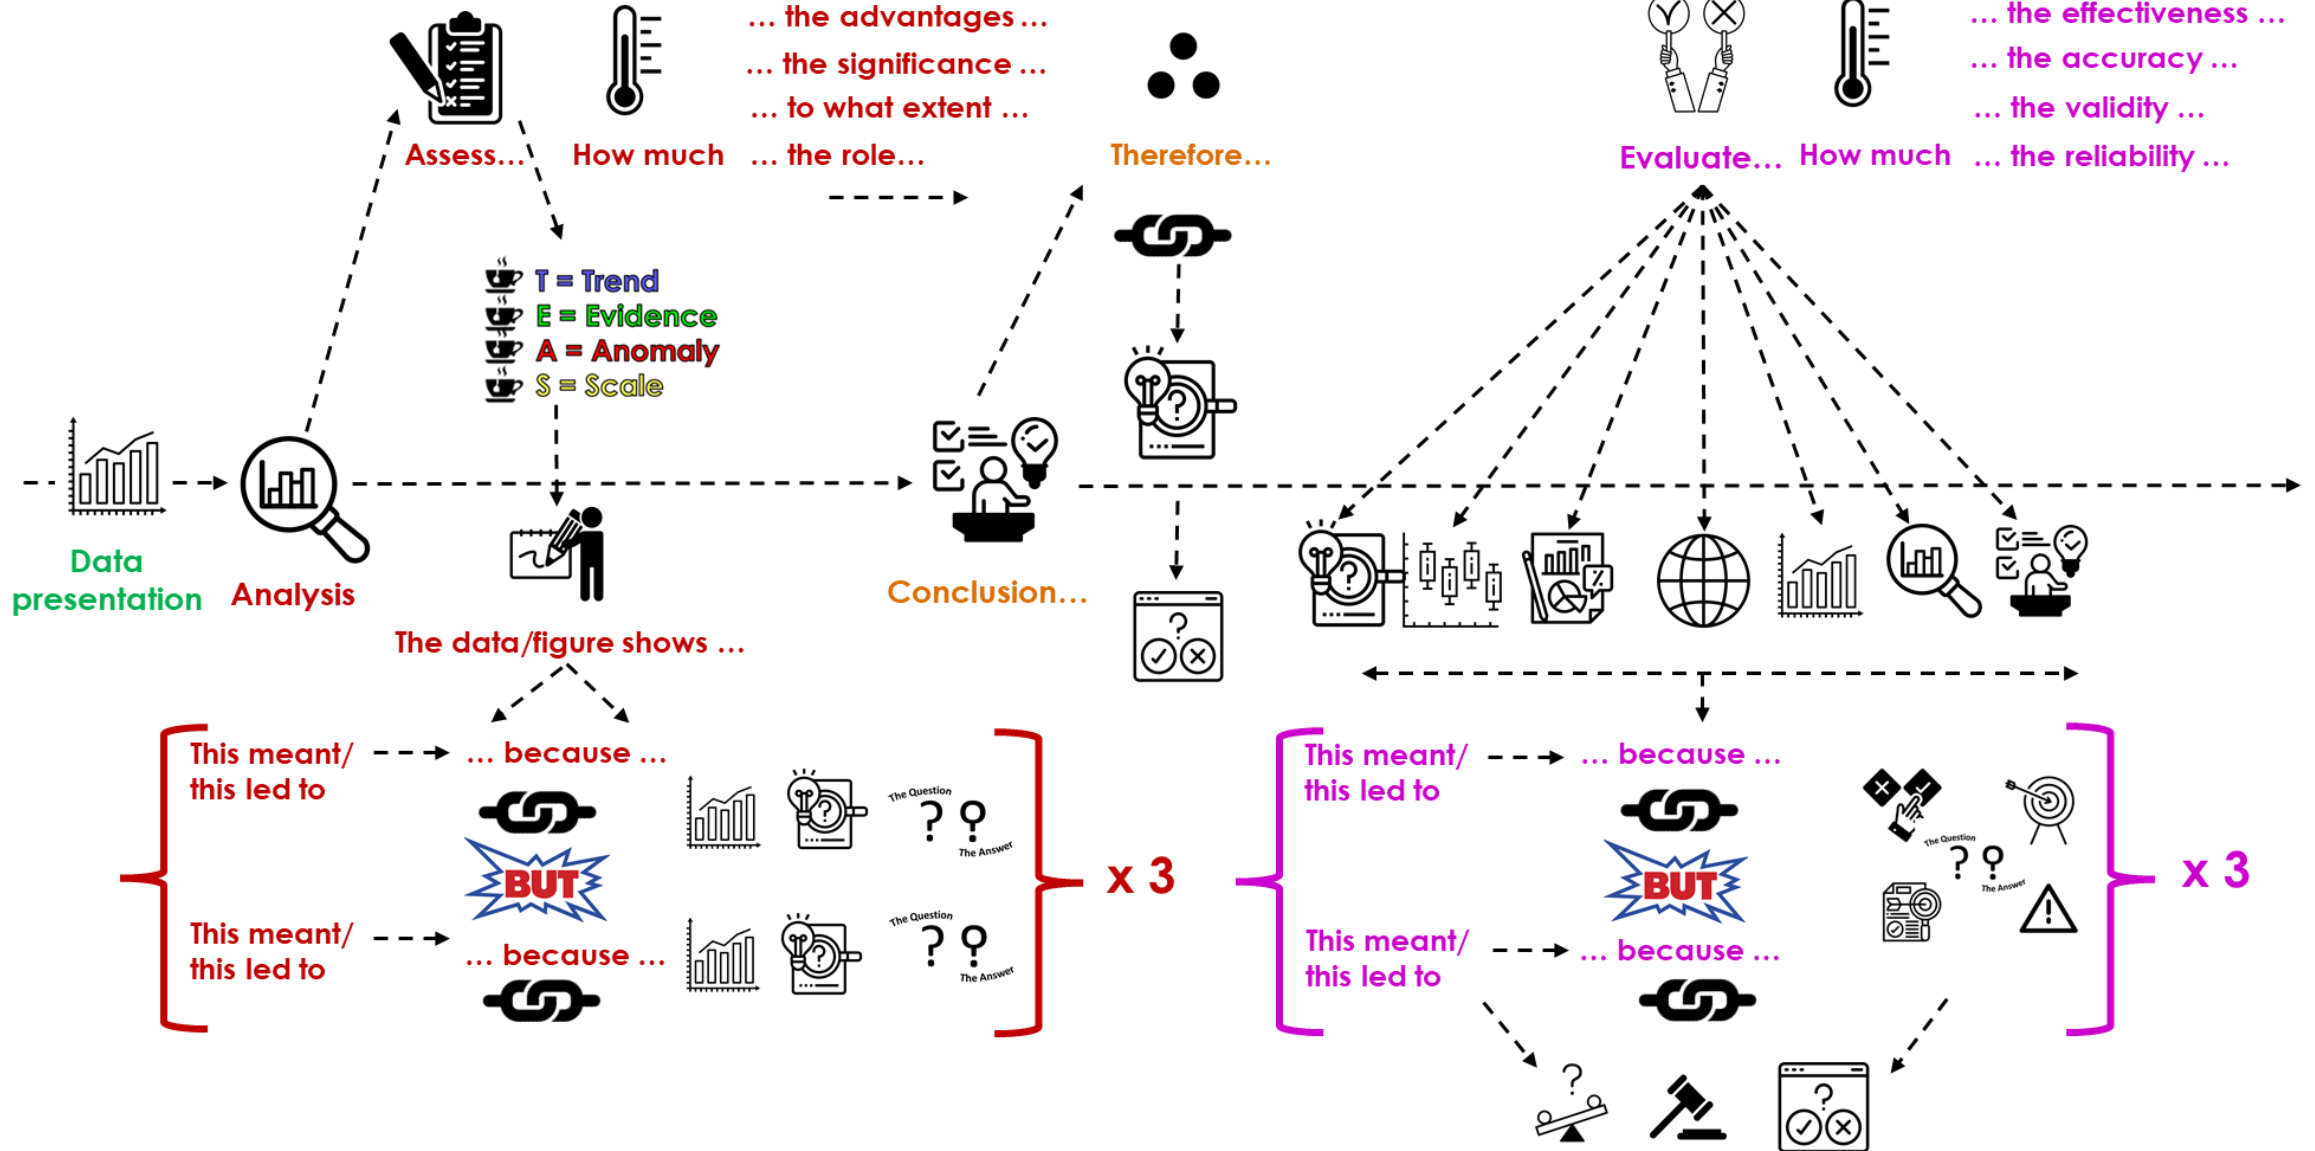 ... the advantages ...
... the significance ...
... to what extent ...
Assess...
How much
... the role...
Therefore...
... the effectiveness ...
... the accuracy ...
... the validity ...
Evaluate...
How much
... the reliability ...
T = Trend
E = Evidence
A = Anomaly
S = Scale
Data
presentation
Analysis
Conclusion...
The data/figure shows ...
This meant/
this led to
... because ...
The Question
? ?
The Answer
BUT
This meant/
this led to
... because ...
The Question
? ?
The Answer
x 3
This meant/
this led to
... because ...
The Question
? ?
The Answer
BUT
This meant/
this led to
... because ...
x 3